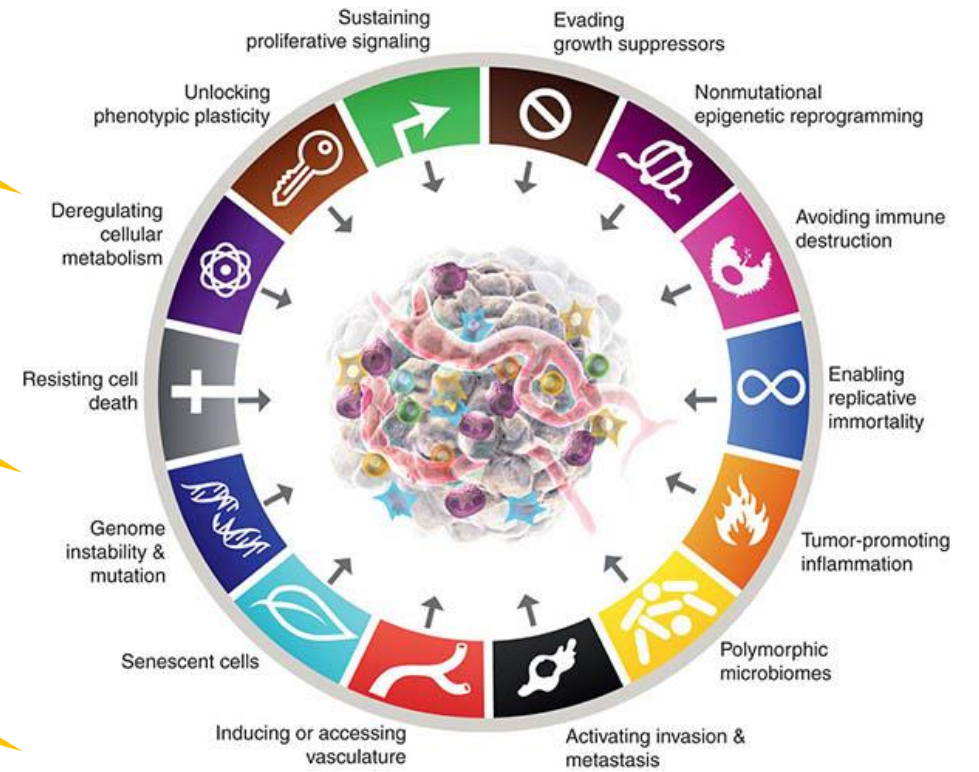 Sustaining
proliferative signaling
Evading
growth suppressors
Nonmutational
epigenetic reprogramming
Avoiding immune
destruction
Enabling
replicative
immortality
Tumor-promoting
inflammation
Polymorphic
microbiomes
Activating invasion &
metastasis
Inducing or accessing
vasculature
Senescent cells
Genome
instability &
mutation
Resisting cell
death
Deregulating
cellular
metabolism
Unlocking
phenotypic plasticity